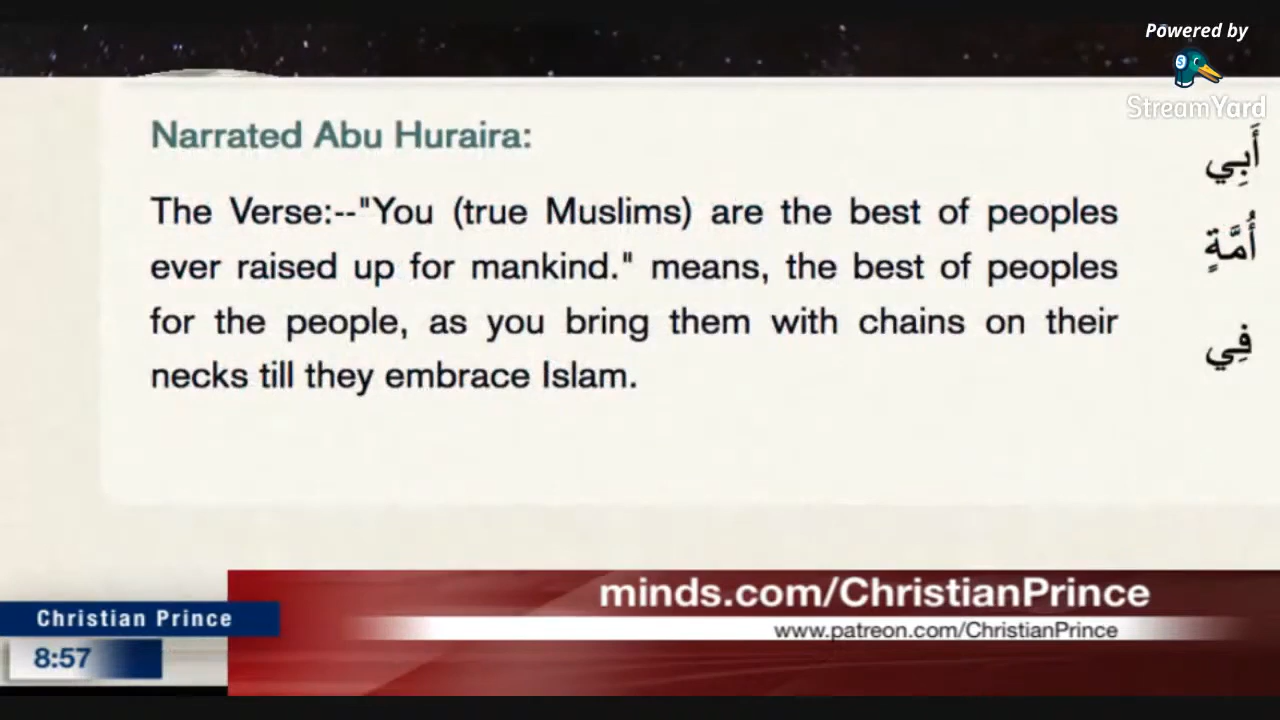 Powered by
StreamYard
Narrated Abu Huraira:
أَبِي
The Verse:--"You (true Muslims) are the best of peoples
أُمَّةٍ
ever raised up for mankind." means, the best of peoples
for the people, as you bring them with chains on their
فِي
necks till they embrace Islam.
minds.com/ChristianPrince
Christian Prince
www.patreon.com/ChristianPrince
8:57